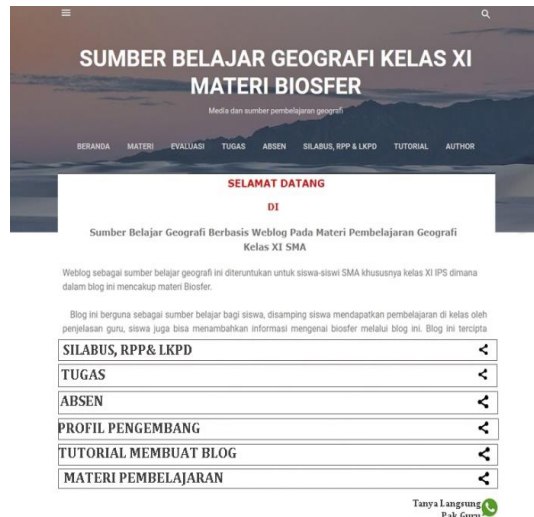 SUMBER BELAJAR GEOGRAFI KELAS XI
MATERI BIOSFER
Media dan sumber pembelajaran geografi
BERANDA MATERI EVALUASI TUGAS ABSEN SILABUS, RPP & LKPD TUTORIAL AUTHOR
SELAMAT DATANG
DI
Sumber Belajar Geografi Berbasis Weblog Pada Materi Pembelajaran Geografi
Kelas XI SMA
Weblog sebagai sumber belajar geografi ini diteruntukan untuk siswa-siswi SMA khususnya kelas XI IPS dimana
dalam blog ini mencakup materi Biosfer.
Blog ini berguna sebagai sumber belajar bagi siswa, disamping siswa mendapatkan pembelajaran di kelas oleh
penjelasan guru, siswa juga bisa menambahkan informasi mengenai biosfer melalui blog ini. Blog ini tercipta
SILABUS, RPP& LKPD
TUGAS
ABSEN
PROFIL PENGEMBANG
TUTORIAL MEMBUAT BLOG
MATERI PEMBELAJARAN
Tanya Langsung
Pak Guru